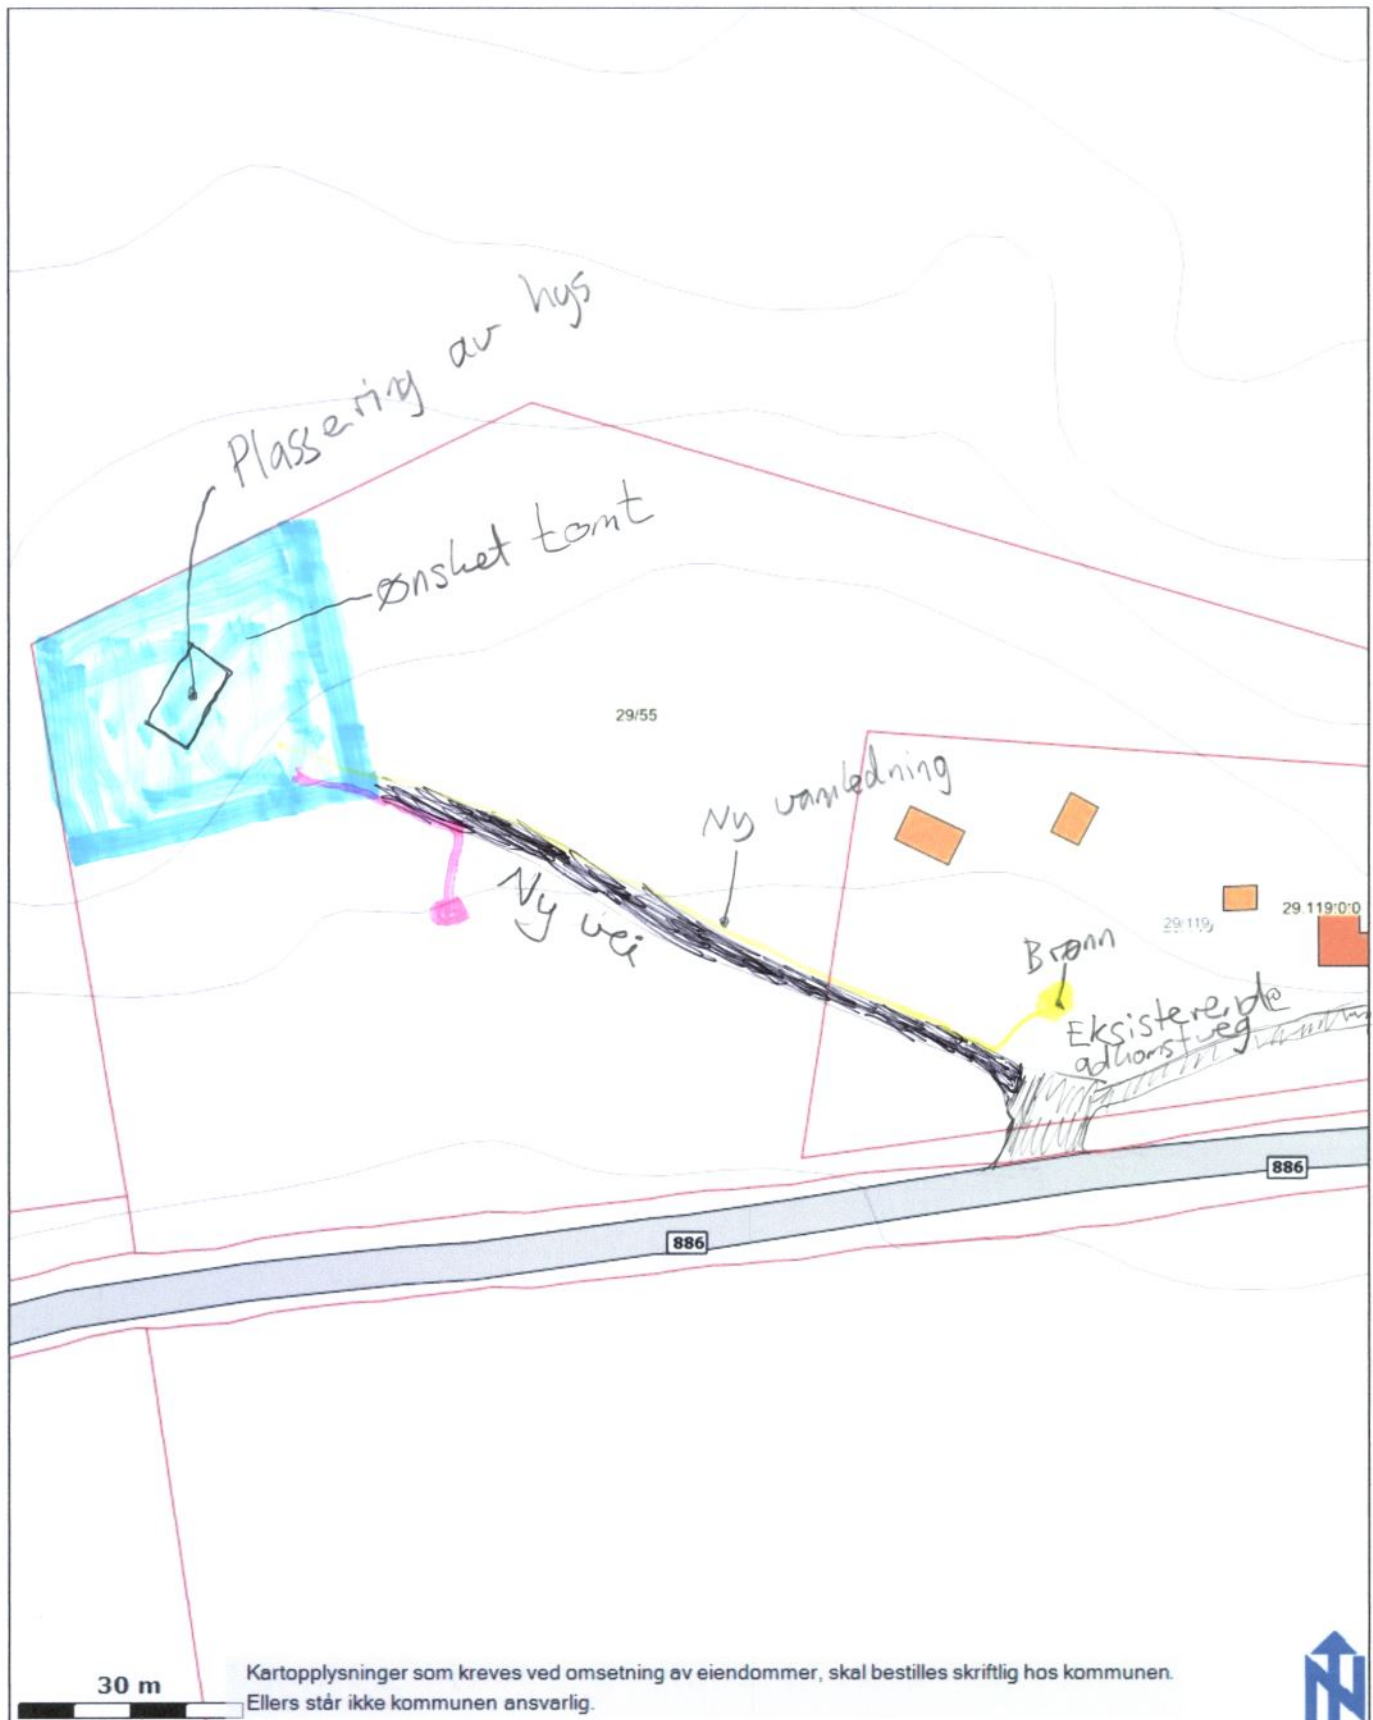 Plassering av hys
Ønsket tomt
29/55
Ny vannledning
Ny vei
29/119
29.119:0:0
Brønn
Eksisterende
adkomstveg
886
886
30 m
Kartopplysninger som kreves ved omsetning av eiendommer, skal bestilles skriftlig hos kommunen.
Ellers står ikke kommunen ansvarlig.
N